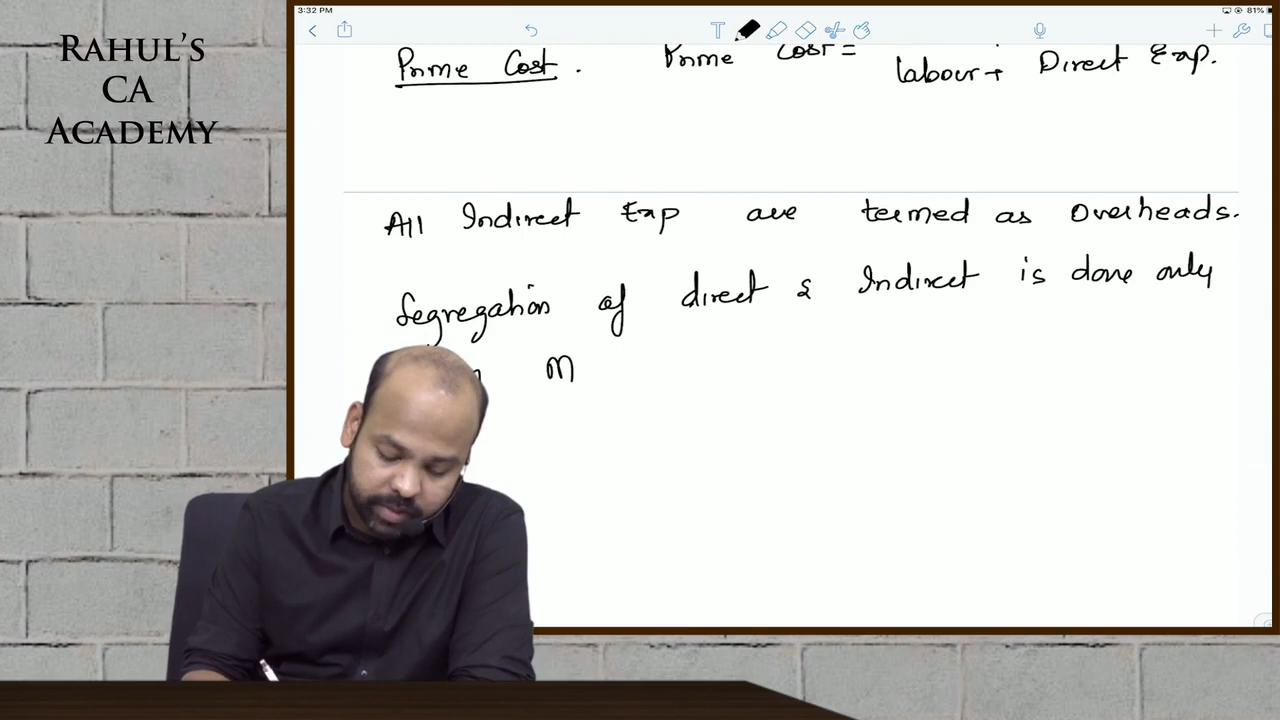 RAHUL'S
CA
ACADEMY
3:32 PM
81%
T
Prime Cost . Prime Cost =
labour + Direct Exp.
All Indirect Exp are termed as Overheads.
Segregation of direct & Indirect is done only
m